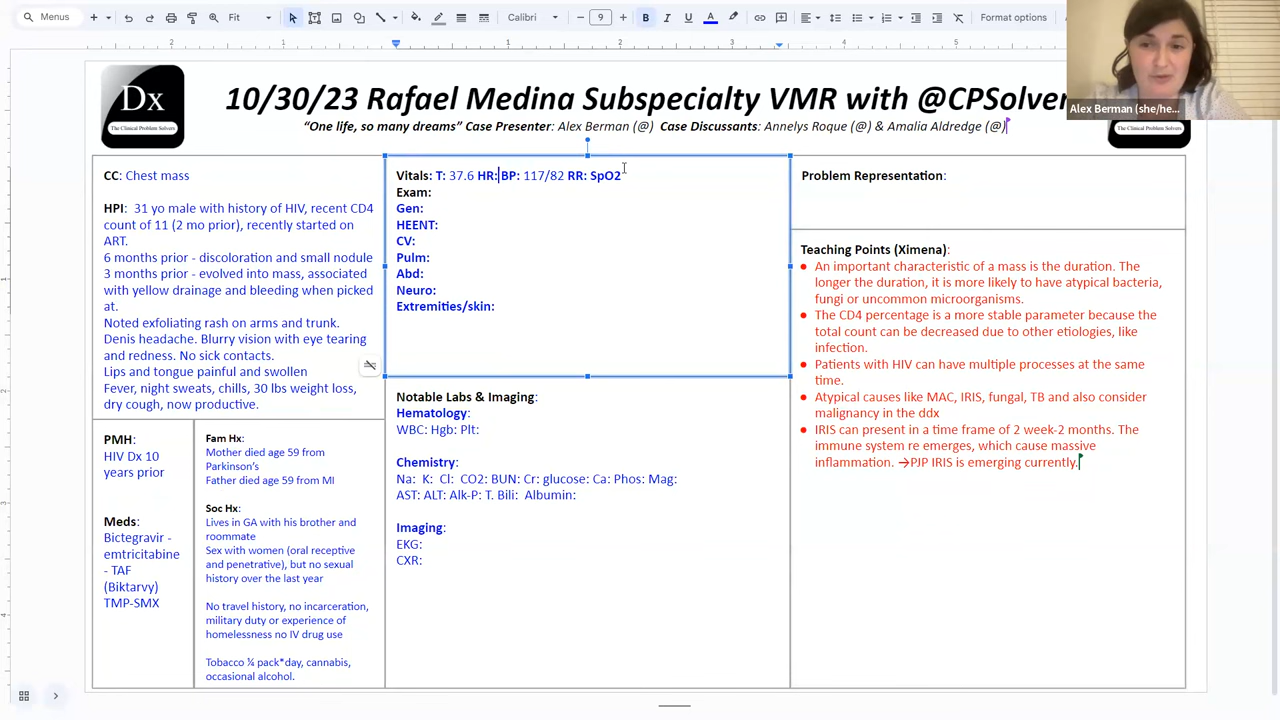 Menus
Fit
Calibri
9
Format options
2 1 1 2 3 4 5
Dx
The Clinical Problem Solvers
10/30/23 Rafael Medina Subspecialty VMR with @CPSolver
"One life, so many dreams" Case Presenter: Alex Berman (@) Case Discussants: Annelys Roque (@) & Amalia Aldredge (@)
Alex Berman (she/he...
The Clinical Problem Solvers
CC: Chest mass
HPI: 31 yo male with history of HIV, recent CD4
count of 11 (2 mo prior), recently started on
ART.
6 months prior - discoloration and small nodule
3 months prior - evolved into mass, associated
with yellow drainage and bleeding when picked
at.
Noted exfoliating rash on arms and trunk.
Denis headache. Blurry vision with eye tearing
and redness. No sick contacts.
Lips and tongue painful and swollen
Fever, night sweats, chills, 30 lbs weight loss,
dry cough, now productive.
PMH:
HIV Dx 10
years prior
Meds:
Bictegravir -
emtricitabine
- TAF
(Biktarvy)
TMP-SMX
Fam Hx:
Mother died age 59 from
Parkinson's
Father died age 59 from MI
Soc Hx:
Lives in GA with his brother and
roommate
Sex with women (oral receptive
and penetrative), but no sexual
history over the last year
No travel history, no incarceration,
military duty or experience of
homelessness no IV drug use
Tobacco ¼ pack*day, cannabis,
occasional alcohol.
Vitals: T: 37.6 HR: BP: 117/82 RR: SpO2
Exam:
Gen:
HEENT:
CV:
Pulm:
Abd:
Neuro:
Extremities/skin:
Notable Labs & Imaging:
Hematology:
WBC: Hgb: Plt:
Chemistry:
Na: K: Cl: CO2: BUN: Cr: glucose: Ca: Phos: Mag:
AST: ALT: Alk-P: T. Bili: Albumin:
Imaging:
EKG:
CXR:
Problem Representation:
Teaching Points (Ximena):
● An important characteristic of a mass is the duration. The
longer the duration, it is more likely to have atypical bacteria,
fungi or uncommon microorganisms.
● The CD4 percentage is a more stable parameter because the
total count can be decreased due to other etiologies, like
infection.
● Patients with HIV can have multiple processes at the same
time.
● Atypical causes like MAC, IRIS, fungal, TB and also consider
malignancy in the ddx
● IRIS can present in a time frame of 2 week-2 months. The
immune system re emerges, which cause massive
inflammation. →PJP IRIS is emerging currently.